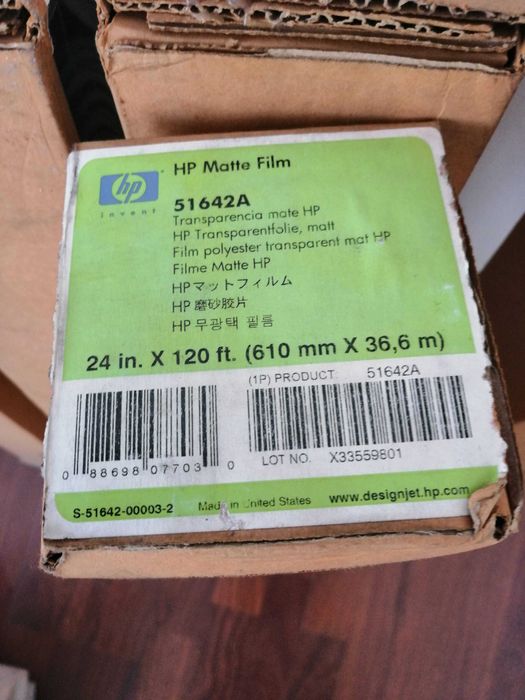 hp
invent
HP Matte Film
51642A
Transparencia mate HP
HP Transparentfolie, matt
Film polyester transparent mat HP
Filme Matte HP
HPマットフィルム
HP 磨砂胶片
HP 무광택 필름
24 in. X 120 ft. (610 mm X 36,6 m)
(1P) PRODUCT: 51642A
0 88698 07703 0
LOT NO. X33559801
S-51642-00003-2 Made in United States www.designjet.hp.com